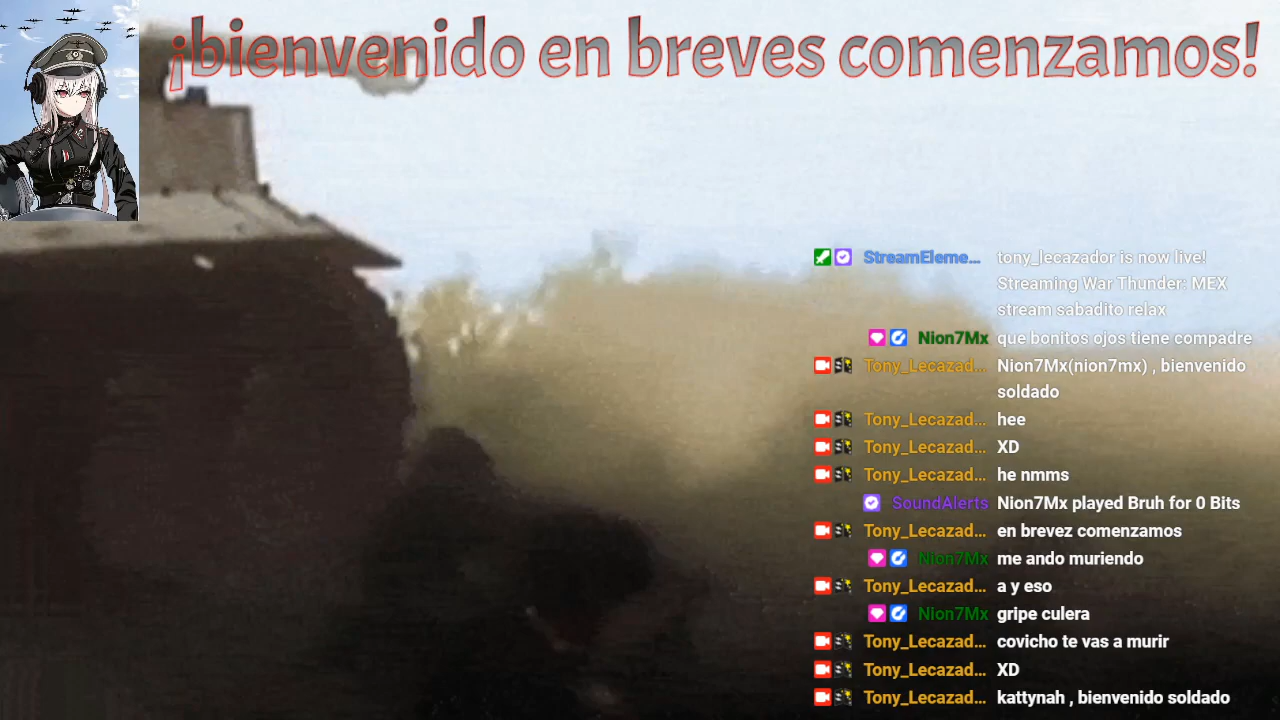 ¡bienvenido en breves comenzamos!
StreamEleme... tony_lecazador is now live!
Streaming War Thunder: MEX
stream sabadito relax
Nion7Mx que bonitos ojos tiene compadre
Tony_Lecazad... Nion7Mx(nion7mx) , bienvenido
soldado
Tony_Lecazad... hee
Tony_Lecazad... XD
Tony_Lecazad... he nmms
SoundAlerts Nion7Mx played Bruh for 0 Bits
Tony_Lecazad... en brevez comenzamos
Nion7Mx me ando muriendo
Tony_Lecazad... a y eso
Nion7Mx gripe culera
Tony_Lecazad... covicho te vas a murir
Tony_Lecazad... XD
Tony_Lecazad... kattynah , bienvenido soldado